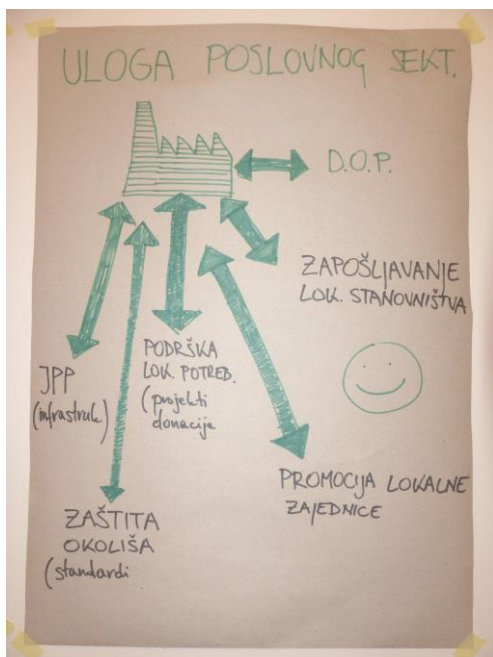 ULOGA POSLOVNOG SEKT.
D.O.P.
ZAPOŠLJAVANJE
LOK. STANOVNIŠTVA
JPP
(infrastruk)
PODRŠKA
LOK. POTREB.
(projekti
donacije
PROMOCIJA LOKALNE
ZAJEDNICE
ZAŠTITA
OKOLIŠA
(standardi